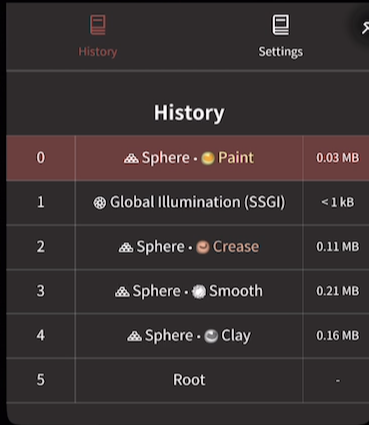 History Settings
History
0 Sphere • Paint 0.03 MB
1 Global Illumination (SSGI) < 1 kB
2 Sphere • Crease 0.11 MB
3 Sphere • Smooth 0.21 MB
4 Sphere • Clay 0.16 MB
5 Root -